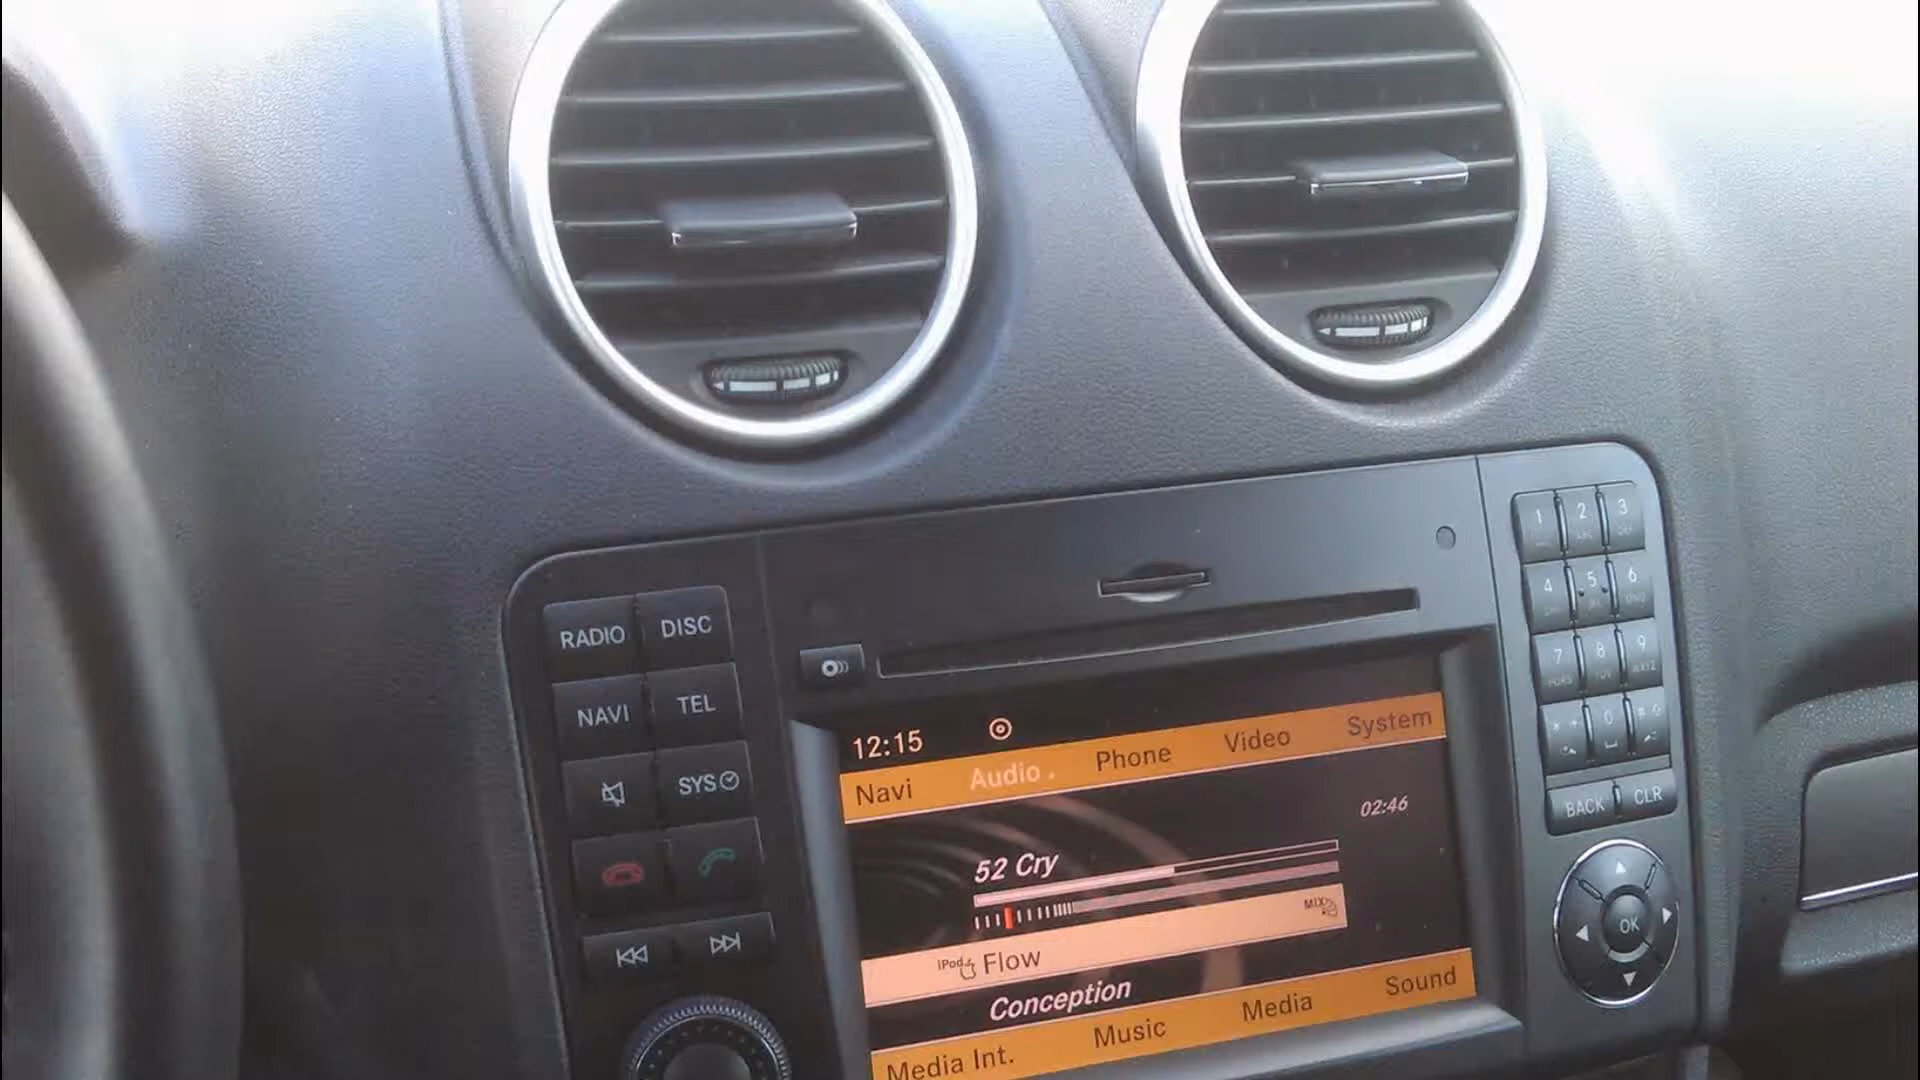 RADIO DISC
NAVI TEL
SYS
12:15
Navi Audio Phone Video System
02:46
52 Cry
MIX
iPod Flow
Conception
Media Int. Music Media Sound
1 2 3
4 5 6
7 8 9
* 0 #
BACK CLR
OK